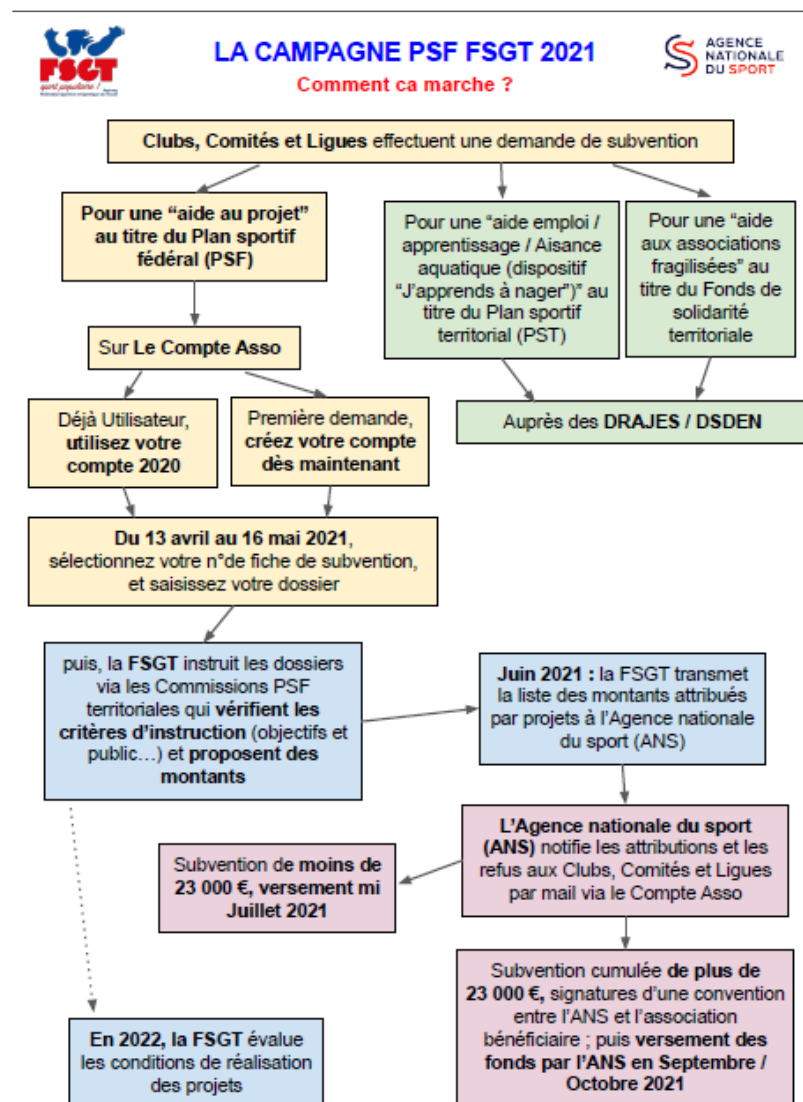 FSGT
sport populaire !
LA CAMPAGNE PSF FSGT 2021
Comment ca marche ?
AGENCE
NATIONALE
DU SPORT
Clubs, Comités et Ligues effectuent une demande de subvention
Pour une “aide au projet”
au titre du Plan sportif
fédéral (PSF)
Pour une “aide emploi /
apprentissage / Aisance
aquatique (dispositif
“J’apprends à nager”)” au
titre du Plan sportif
territorial (PST)
Pour une “aide
aux associations
fragilisées” au
titre du Fonds de
solidarité
territoriale
Sur Le Compte Asso
Déjà Utilisateur,
utilisez votre
compte 2020
Première demande,
créez votre compte
dès maintenant
Auprès des DRAJES / DSDEN
Du 13 avril au 16 mai 2021,
sélectionnez votre n°de fiche de subvention,
et saisissez votre dossier
puis, la FSGT instruit les dossiers
via les Commissions PSF
territoriales qui vérifient les
critères d’instruction (objectifs et
public…) et proposent des
montants
Juin 2021 : la FSGT transmet
la liste des montants attribués
par projets à l’Agence nationale
du sport (ANS)
L’Agence nationale du sport
(ANS) notifie les attributions et les
refus aux Clubs, Comités et Ligues
par mail via le Compte Asso
Subvention de moins de
23 000 €, versement mi
Juillet 2021
Subvention cumulée de plus de
23 000 €, signatures d’une convention
entre l’ANS et l’association
bénéficiaire ; puis versement des
fonds par l’ANS en Septembre /
Octobre 2021
En 2022, la FSGT évalue
les conditions de réalisation
des projets